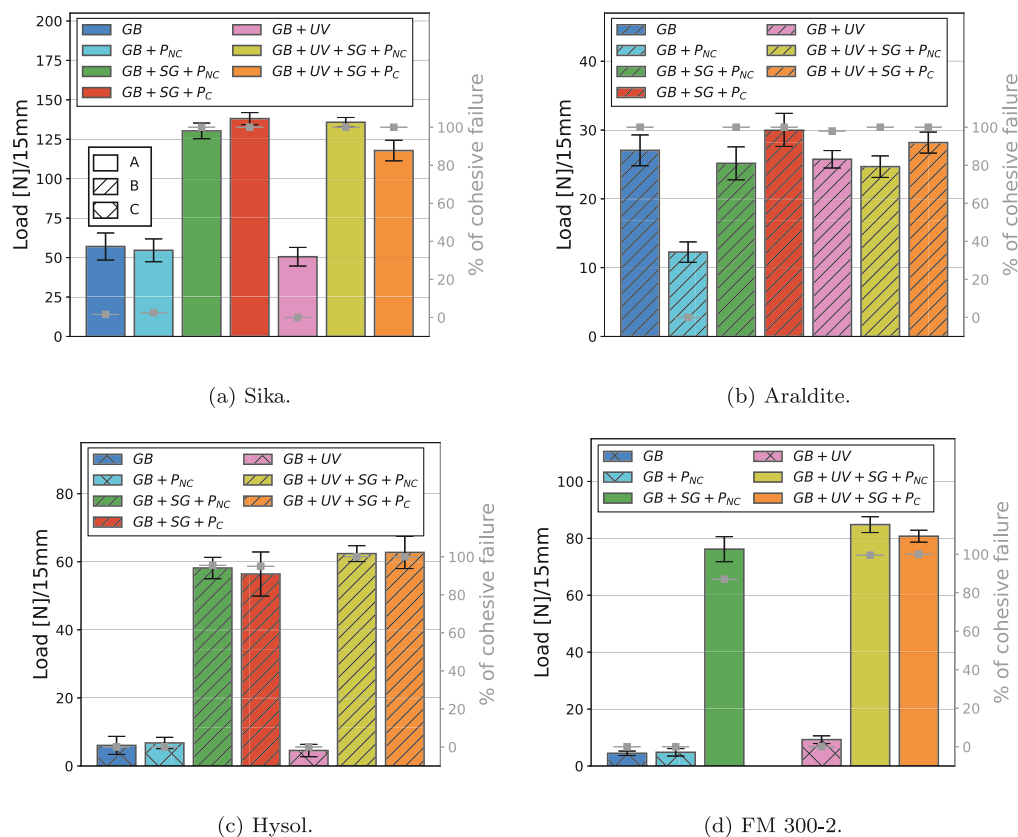 205
200
175
150
125
100
75
50
25
0
Load [N]/15mm
GB
GB + P_NC
GB + SG + P_NC
GB + SG + P_C
GB + UV
GB + UV + SG + P_NC
GB + UV + SG + P_C
A
B
C
100
80
60
40
20
0
% of cohesive failure
(a) Sika.
40
30
20
10
0
Load [N]/15mm
GB
GB + P_NC
GB + SG + P_NC
GB + SG + P_C
GB + UV
GB + UV + SG + P_NC
GB + UV + SG + P_C
100
80
60
40
20
0
% of cohesive failure
(b) Araldite.
80
60
40
20
0
Load [N]/15mm
GB
GB + P_NC
GB + SG + P_NC
GB + SG + P_C
GB + UV
GB + UV + SG + P_NC
GB + UV + SG + P_C
100
80
60
40
20
0
% of cohesive failure
(c) Hysol.
100
80
60
40
20
0
Load [N]/15mm
GB
GB + P_NC
GB + SG + P_NC
GB + UV
GB + UV + SG + P_NC
GB + UV + SG + P_C
100
80
60
40
20
0
% of cohesive failure
(d) FM 300-2.